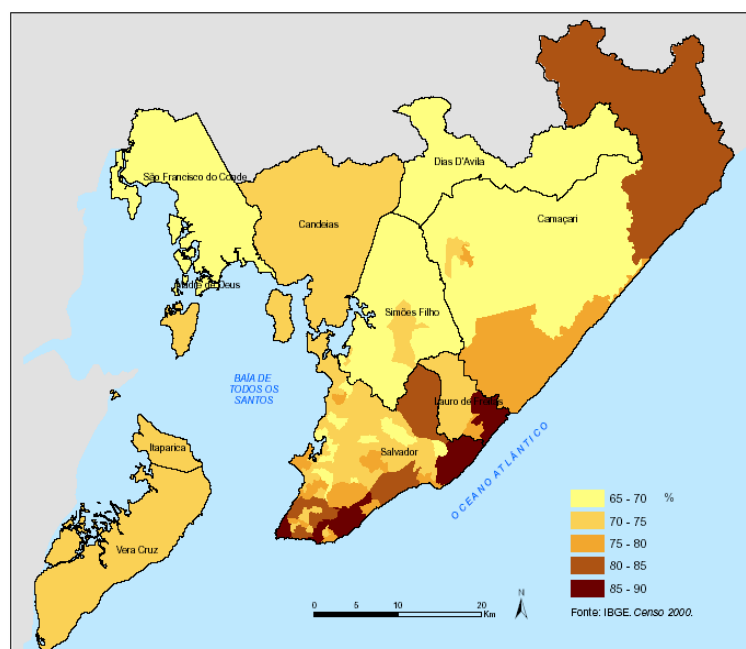 Dias D'Avila
São Francisco do Conde
Candeias
Camaçari
Madre de Deus
Simões Filho
BAÍA DE
TODOS OS
SANTOS
Lauro de Freitas
Itaparica
Salvador
OCEANO ATLÂNTICO
Vera Cruz
65 - 70 %
70 - 75
75 - 80
80 - 85
85 - 90
N
0 5 10 20
Km
Fonte: IBGE. Censo 2000.